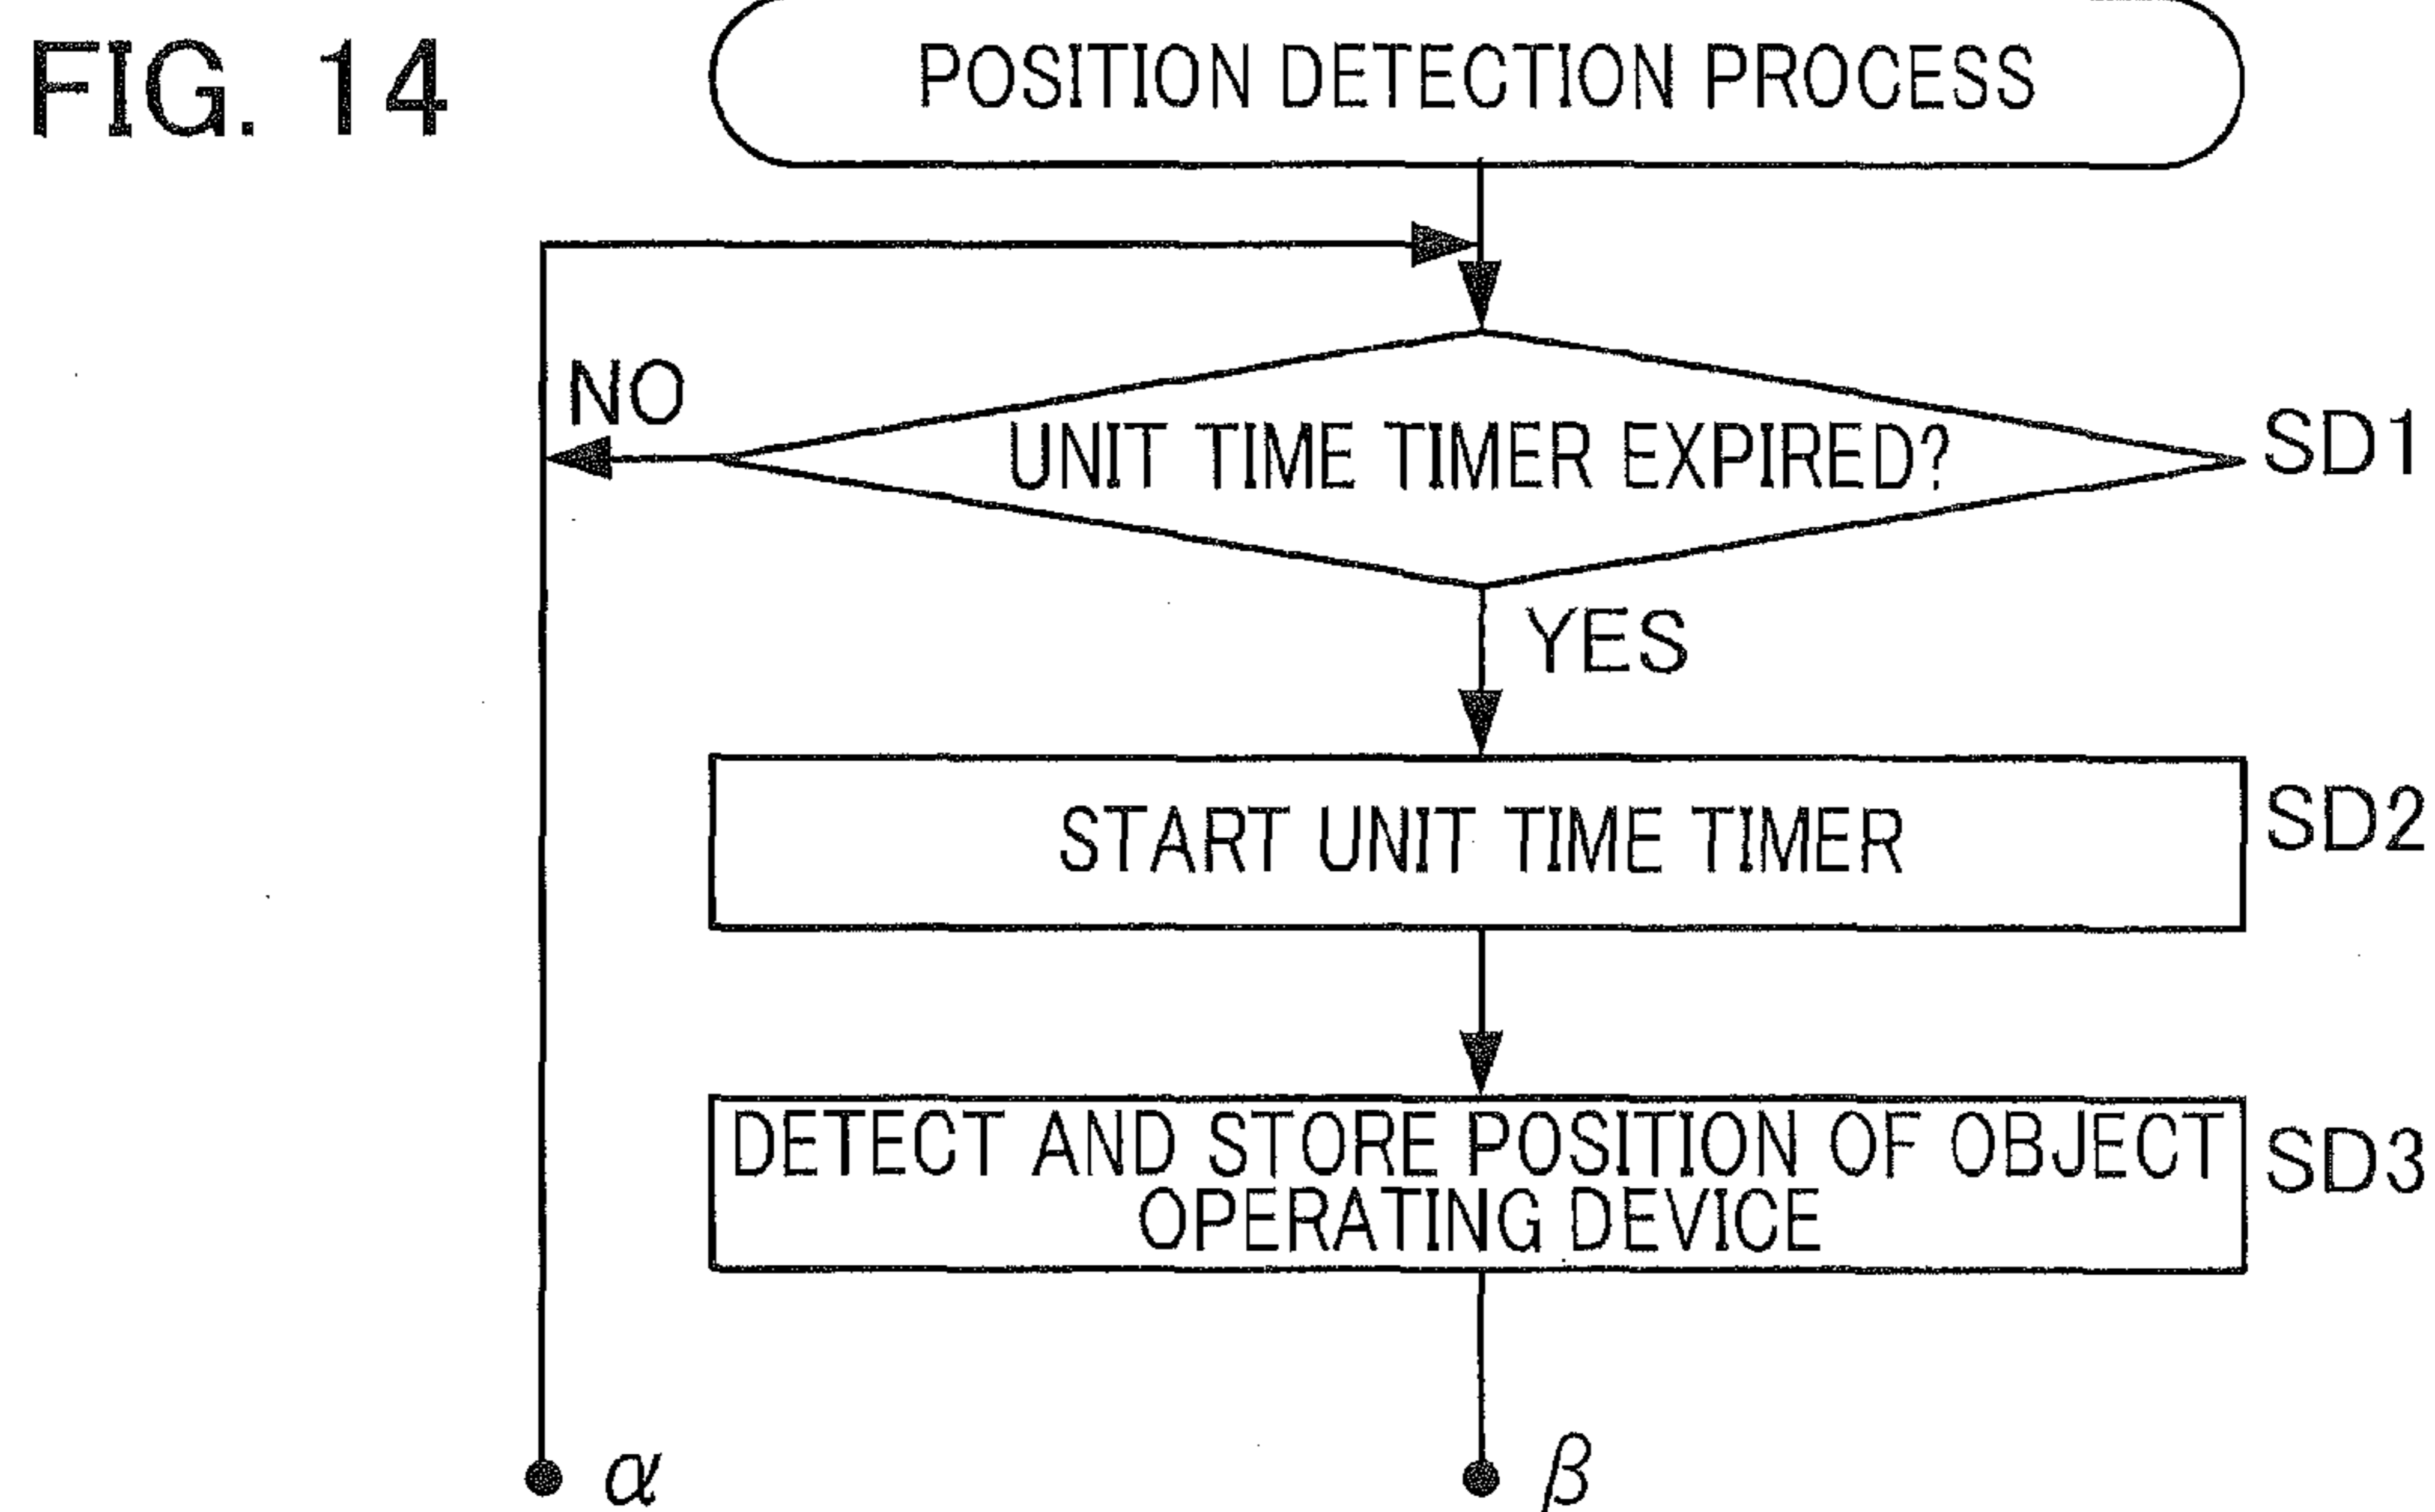 FIG. 14
POSITION DETECTION PROCESS
NO
UNIT TIME TIMER EXPIRED?
SD1
YES
START UNIT TIME TIMER
SD2
DETECT AND STORE POSITION OF OBJECT
OPERATING DEVICE
SD3
α
β